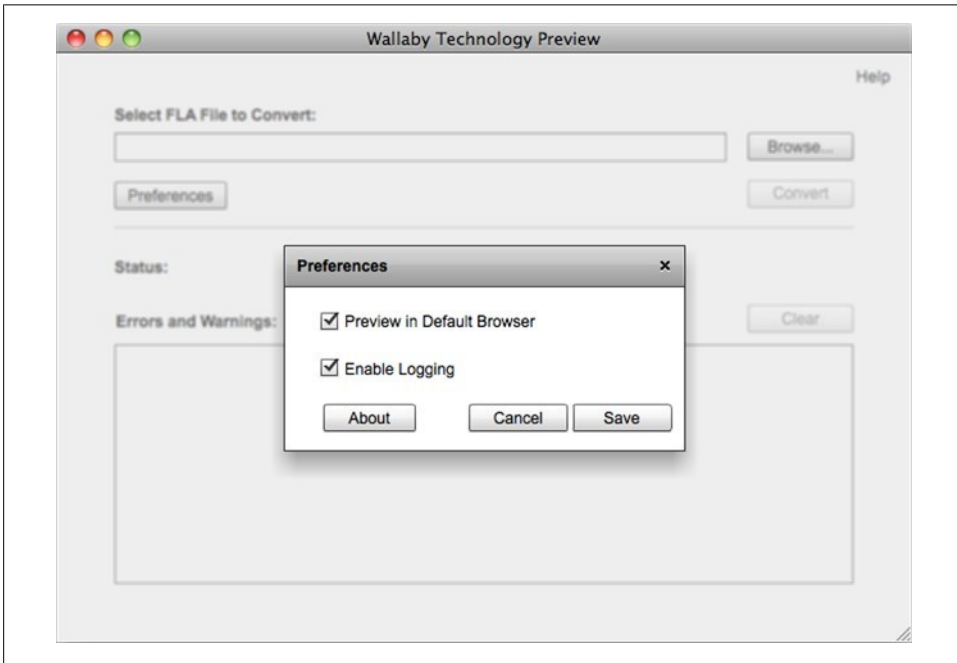 Wallaby Technology Preview
Help
Select FLA File to Convert:
Browse...
Preferences
Convert
Status:
Preferences
Errors and Warnings:
Clear
Preview in Default Browser
Enable Logging
About
Cancel
Save